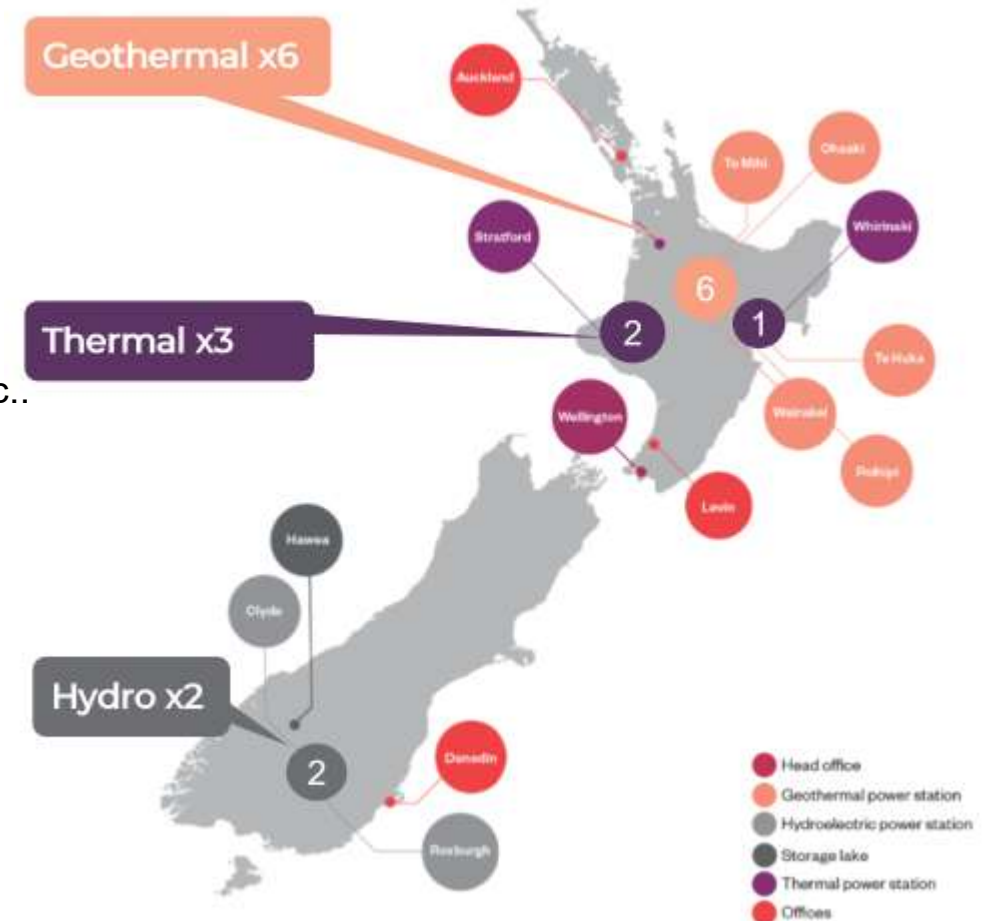 Geothermal x6
Auckland
Te Mihi
Ohaaki
Stratford
Whirinaki
6
Thermal x3
2
1
c..
Te Huka
Wellington
Wairakei
Poihipi
Levin
Hawea
Clyde
Hydro x2
2
Dunedin
Roxburgh
Head office
Geothermal power station
Hydroelectric power station
Storage lake
Thermal power station
Offices